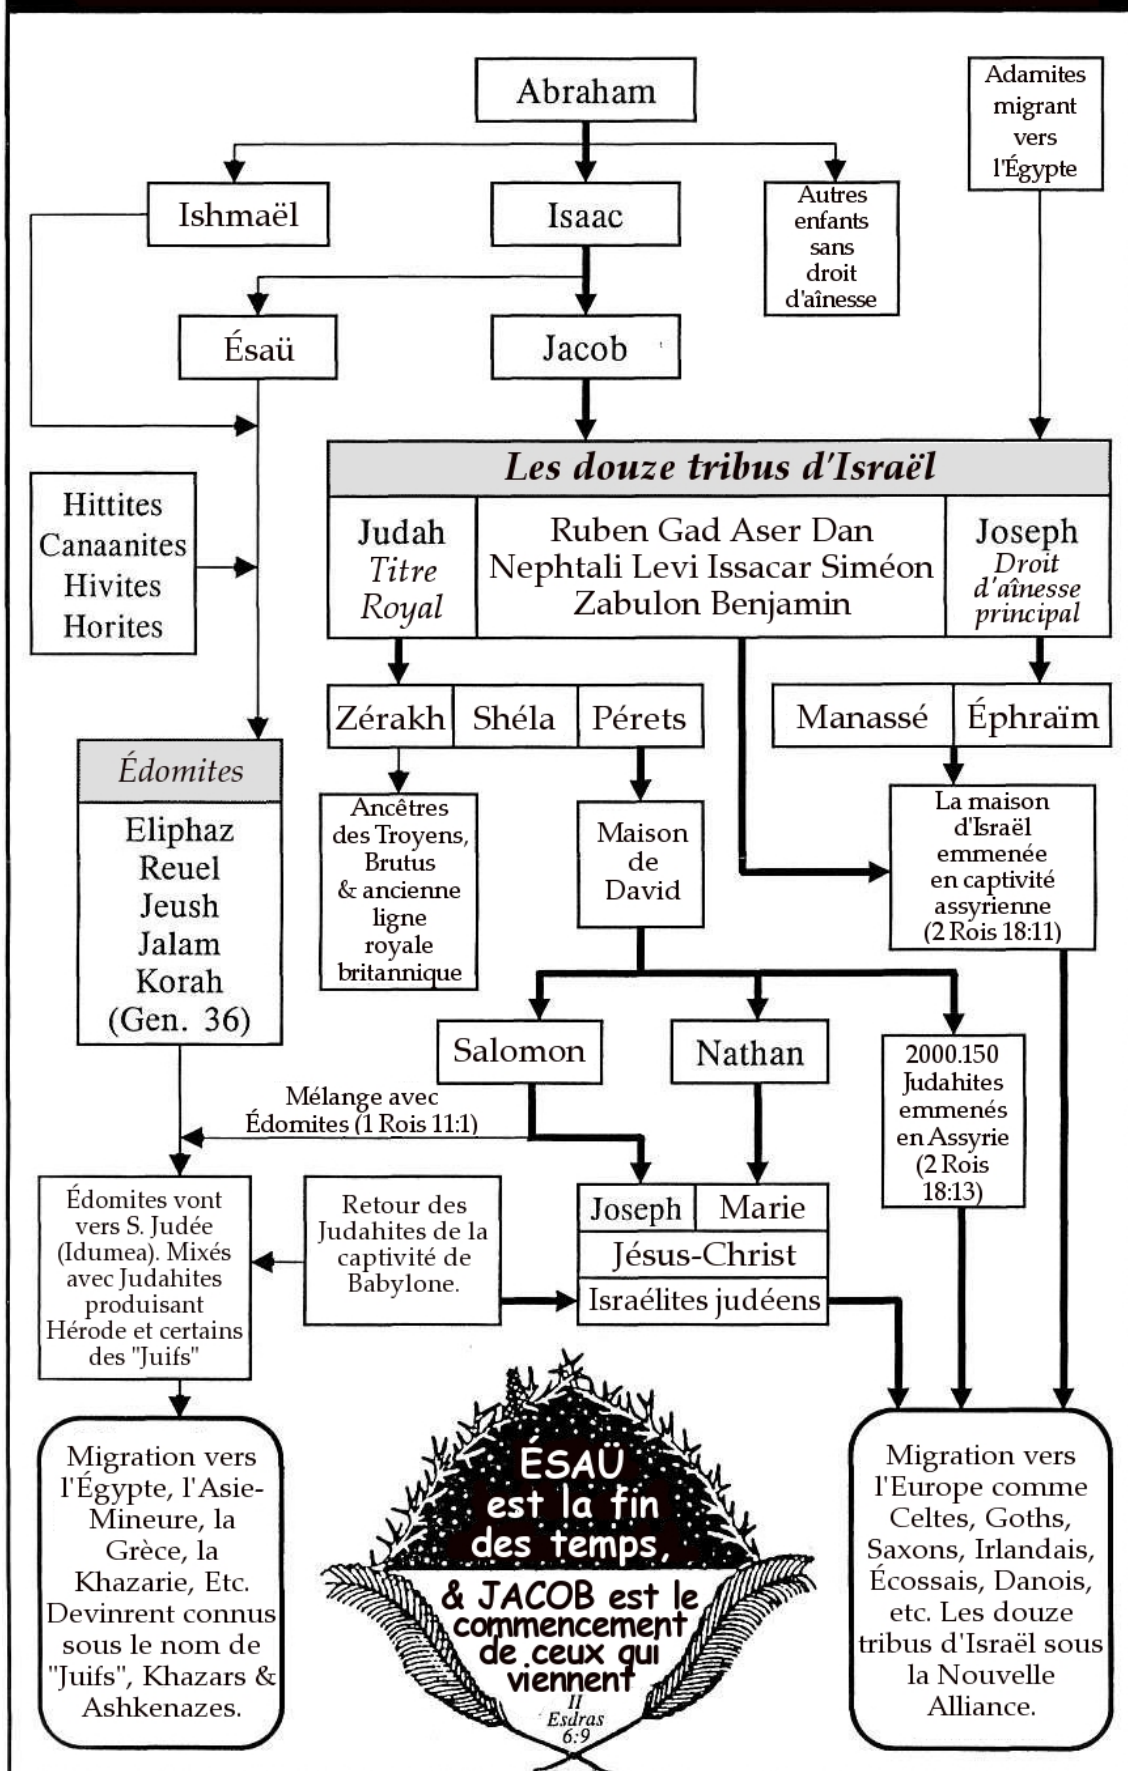 Abraham
Adamites
migrant
vers
l'Égypte
Ishmaël
Isaac
Autres
enfants
sans
droit
d'aînesse
Ésaü
Jacob
Les douze tribus d'Israël
Hittites
Canaanites
Hivites
Horites
Judah
Titre
Royal
Ruben Gad Aser Dan
Nephtali Levi Issacar Siméon
Zabulon Benjamin
Joseph
Droit
d'aînesse
principal
Zérakh
Shéla
Pérets
Manassé
Éphraïm
Édomites
Eliphaz
Reuel
Jeush
Jalam
Korah
(Gen. 36)
Ancêtres
des Troyens,
Brutus
& ancienne
ligne
royale
britannique
Maison
de
David
La maison
d'Israël
emmenée
en captivité
assyrienne
(2 Rois 18:11)
Salomon
Nathan
2000.150
Judahites
emmenés
en Assyrie
(2 Rois
18:13)
Mélange avec
Édomites (1 Rois 11:1)
Édomites vont
vers S. Judée
(Idumea). Mixés
avec Judahites
produisant
Hérode et certains
des "Juifs"
Retour des
Judahites de la
captivité de
Babylone.
Joseph
Marie
Jésus-Christ
Israélites judéens
Migration vers
l'Égypte, l'Asie-
Mineure, la
Grèce, la
Khazarie, Etc.
Devinrent connus
sous le nom de
"Juifs", Khazars &
Ashkenazes.
ÉSAÜ
est la fin
des temps,
& JACOB est le
commencement
de ceux qui
viennent
II
Esdras
6:9
Migration vers
l'Europe comme
Celtes, Goths,
Saxons, Irlandais,
Écossais, Danois,
etc. Les douze
tribus d'Israël sous
la Nouvelle
Alliance.